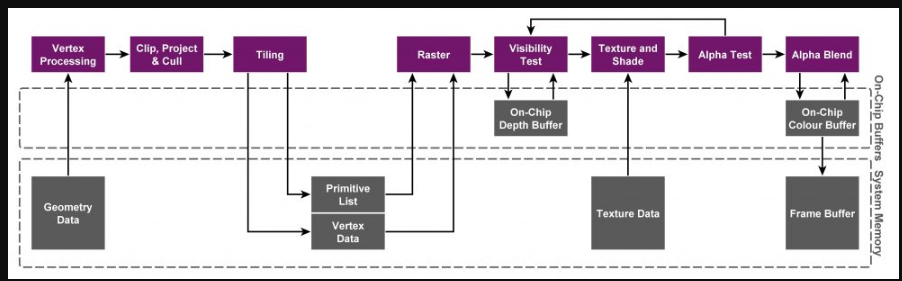 Vertex
Processing
Clip, Project
& Cull
Tiling
Raster
Visibility
Test
Texture and
Shade
Alpha Test
Alpha Blend
On-Chip
Depth Buffer
On-Chip
Colour Buffer
On-Chip Buffers
Geometry
Data
Primitive
List
Vertex
Data
Texture Data
Frame Buffer
System Memory